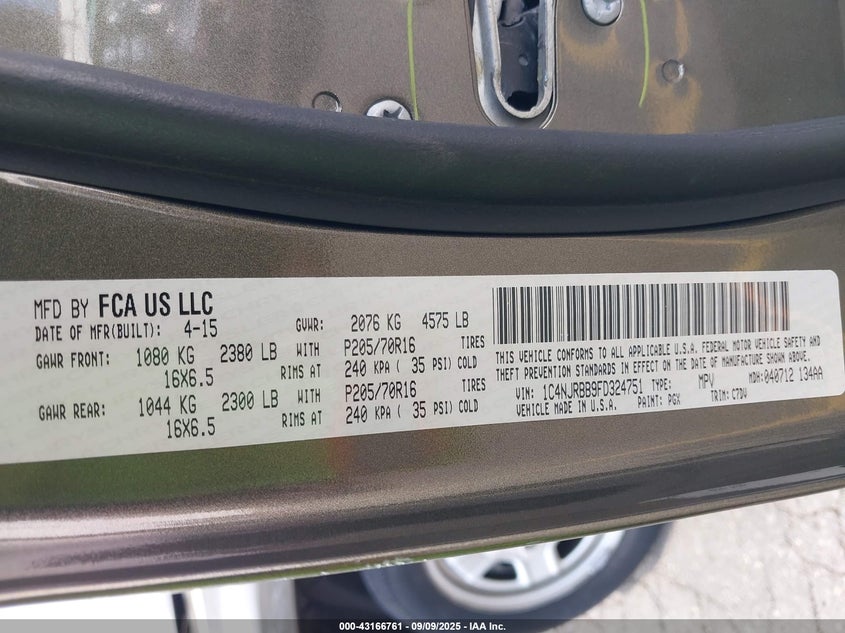 MFD BY FCA US LLC
DATE OF MFR(BUILT): 4-15 GVWR: 2076 KG 4575 LB
GAWR FRONT: 1080 KG 2380 LB WITH P205/70R16 TIRES
16X6.5 RIMS AT 240 KPA ( 35 PSI) COLD
GAWR REAR: 1044 KG 2300 LB WITH P205/70R16 TIRES
16X6.5 RIMS AT 240 KPA ( 35 PSI) COLD
THIS VEHICLE CONFORMS TO ALL APPLICABLE U.S.A. FEDERAL MOTOR VEHICLE SAFETY
THEFT PREVENTION STANDARDS IN EFFECT ON THE DATE OF MANUFACTURE SHOWN ABOVE.
VIN: 1C4NJRBB9FD324751 TYPE: MPV MDH: 040712 134AA
VEHICLE MADE IN U.S.A. PAINT: PGX TRIM: C7DV
000-43166761 - 09/09/2025 - IAA Inc.